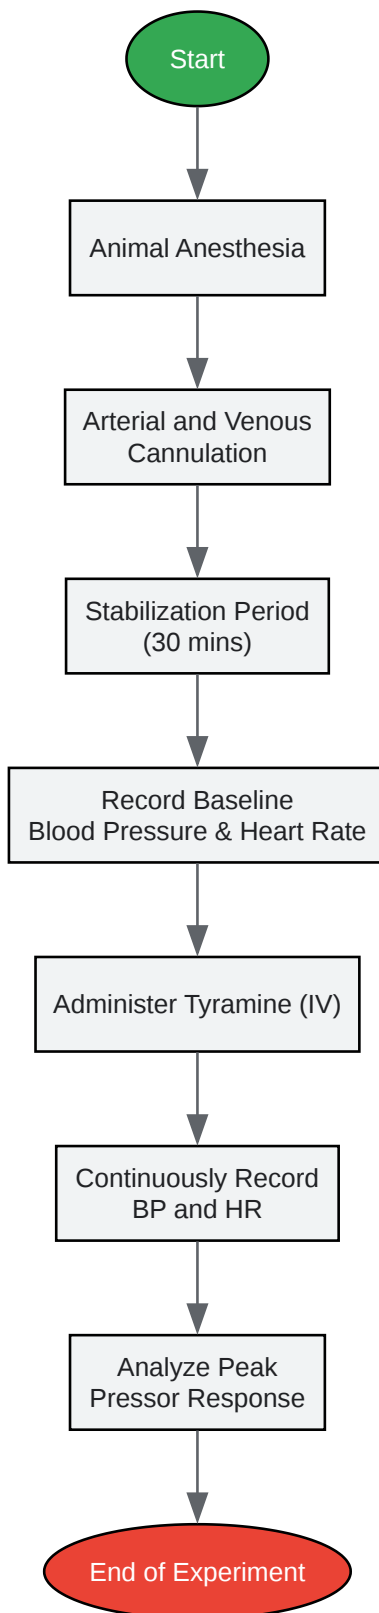 Start
Animal Anesthesia
Arterial and Venous
Cannulation
Stabilization Period
(30 mins)
Record Baseline
Blood Pressure & Heart Rate
Administer Tyramine (IV)
Continuously Record
BP and HR
Analyze Peak
Pressor Response
End of Experiment